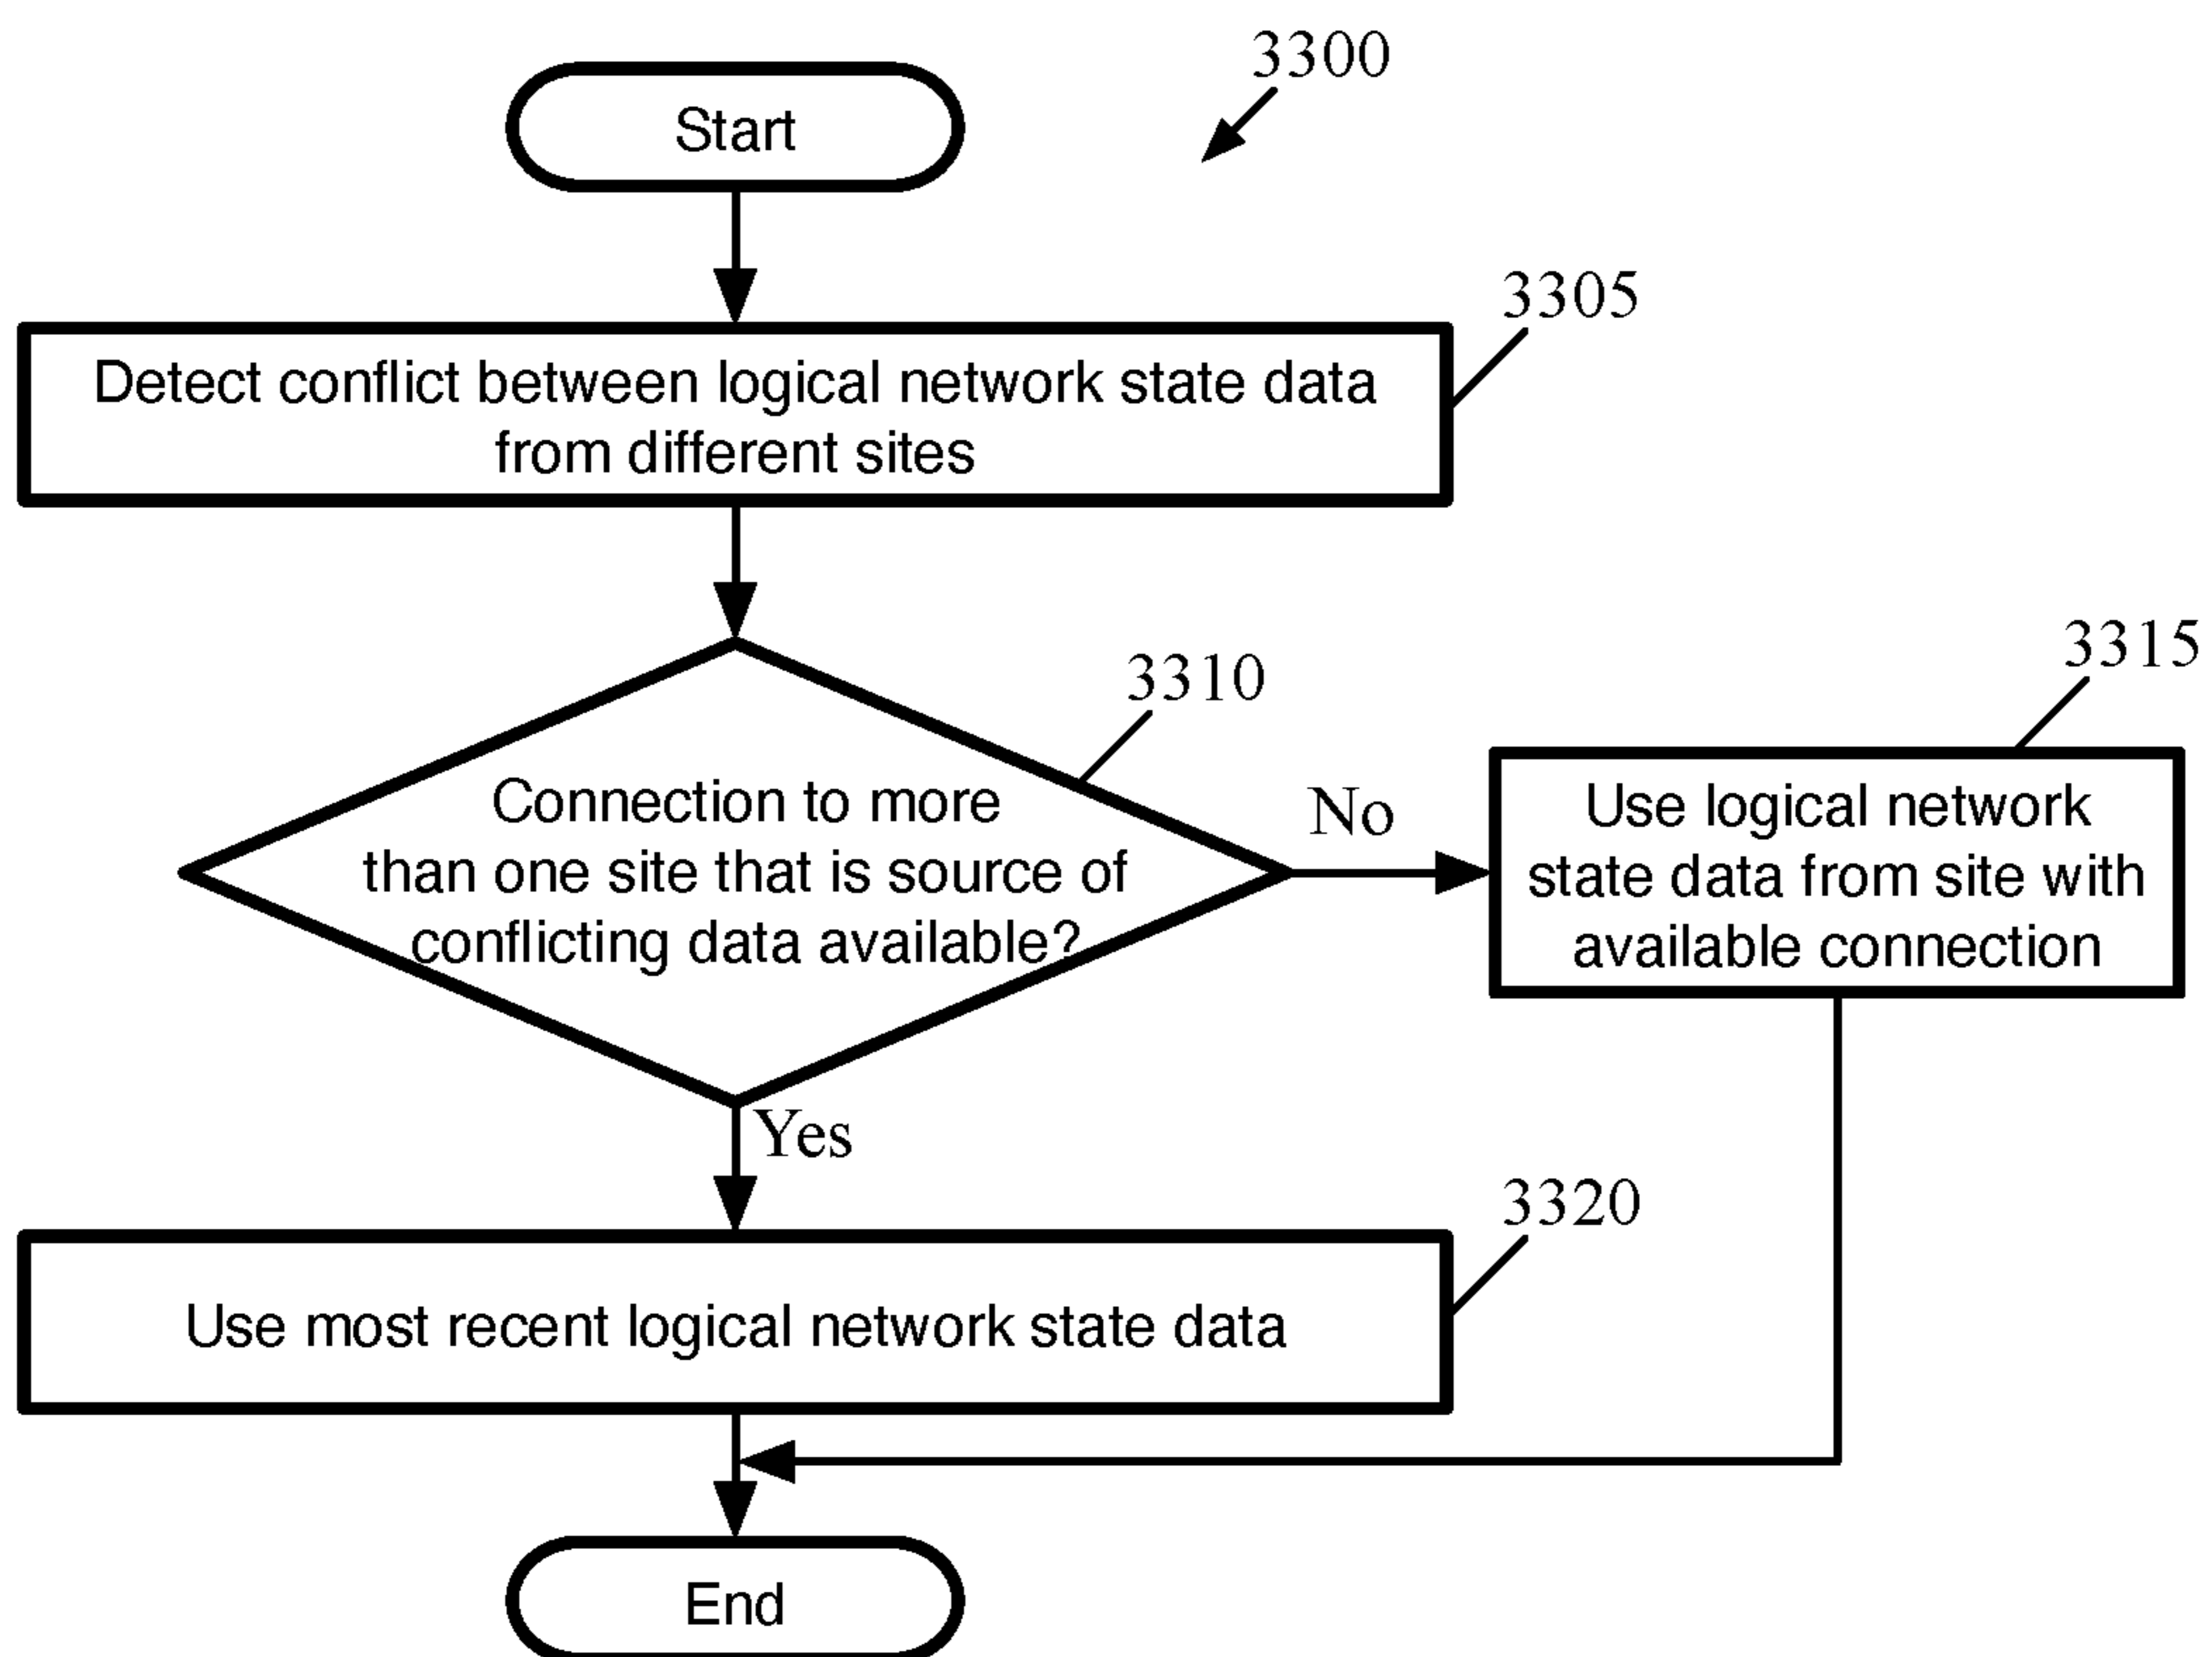 3300
Start
3305
Detect conflict between logical network state data
from different sites
3310
Connection to more
than one site that is source of
conflicting data available?
No
3315
Use logical network
state data from site with
available connection
Yes
3320
Use most recent logical network state data
End